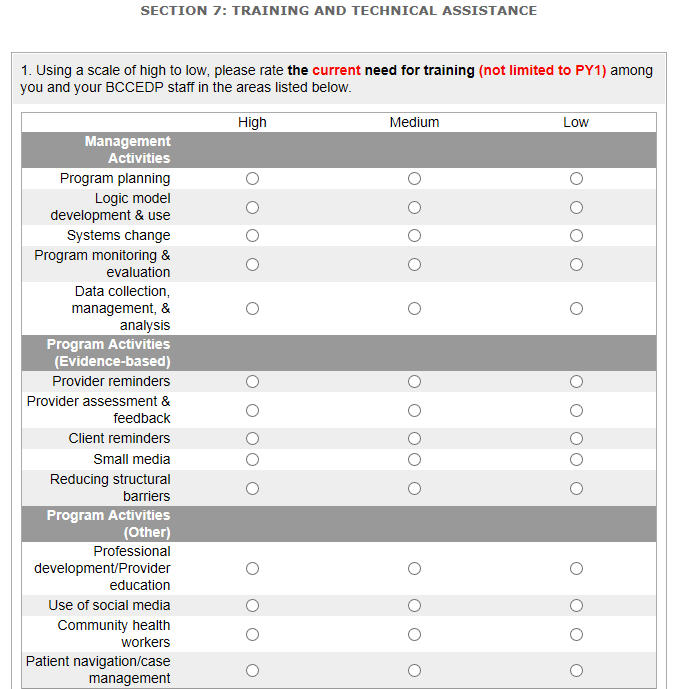 SECTION 7: TRAINING AND TECHNICAL ASSISTANCE
1. Using a scale of high to low, please rate the current need for training (not limited to PY1) among
you and your BCCEDP staff in the areas listed below.
High Medium Low
Management
Activities
Program planning
Logic model
development & use
Systems change
Program monitoring &
evaluation
Data collection,
management, &
analysis
Program Activities
(Evidence-based)
Provider reminders
Provider assessment &
feedback
Client reminders
Small media
Reducing structural
barriers
Program Activities
(Other)
Professional
development/Provider
education
Use of social media
Community health
workers
Patient navigation/case
management